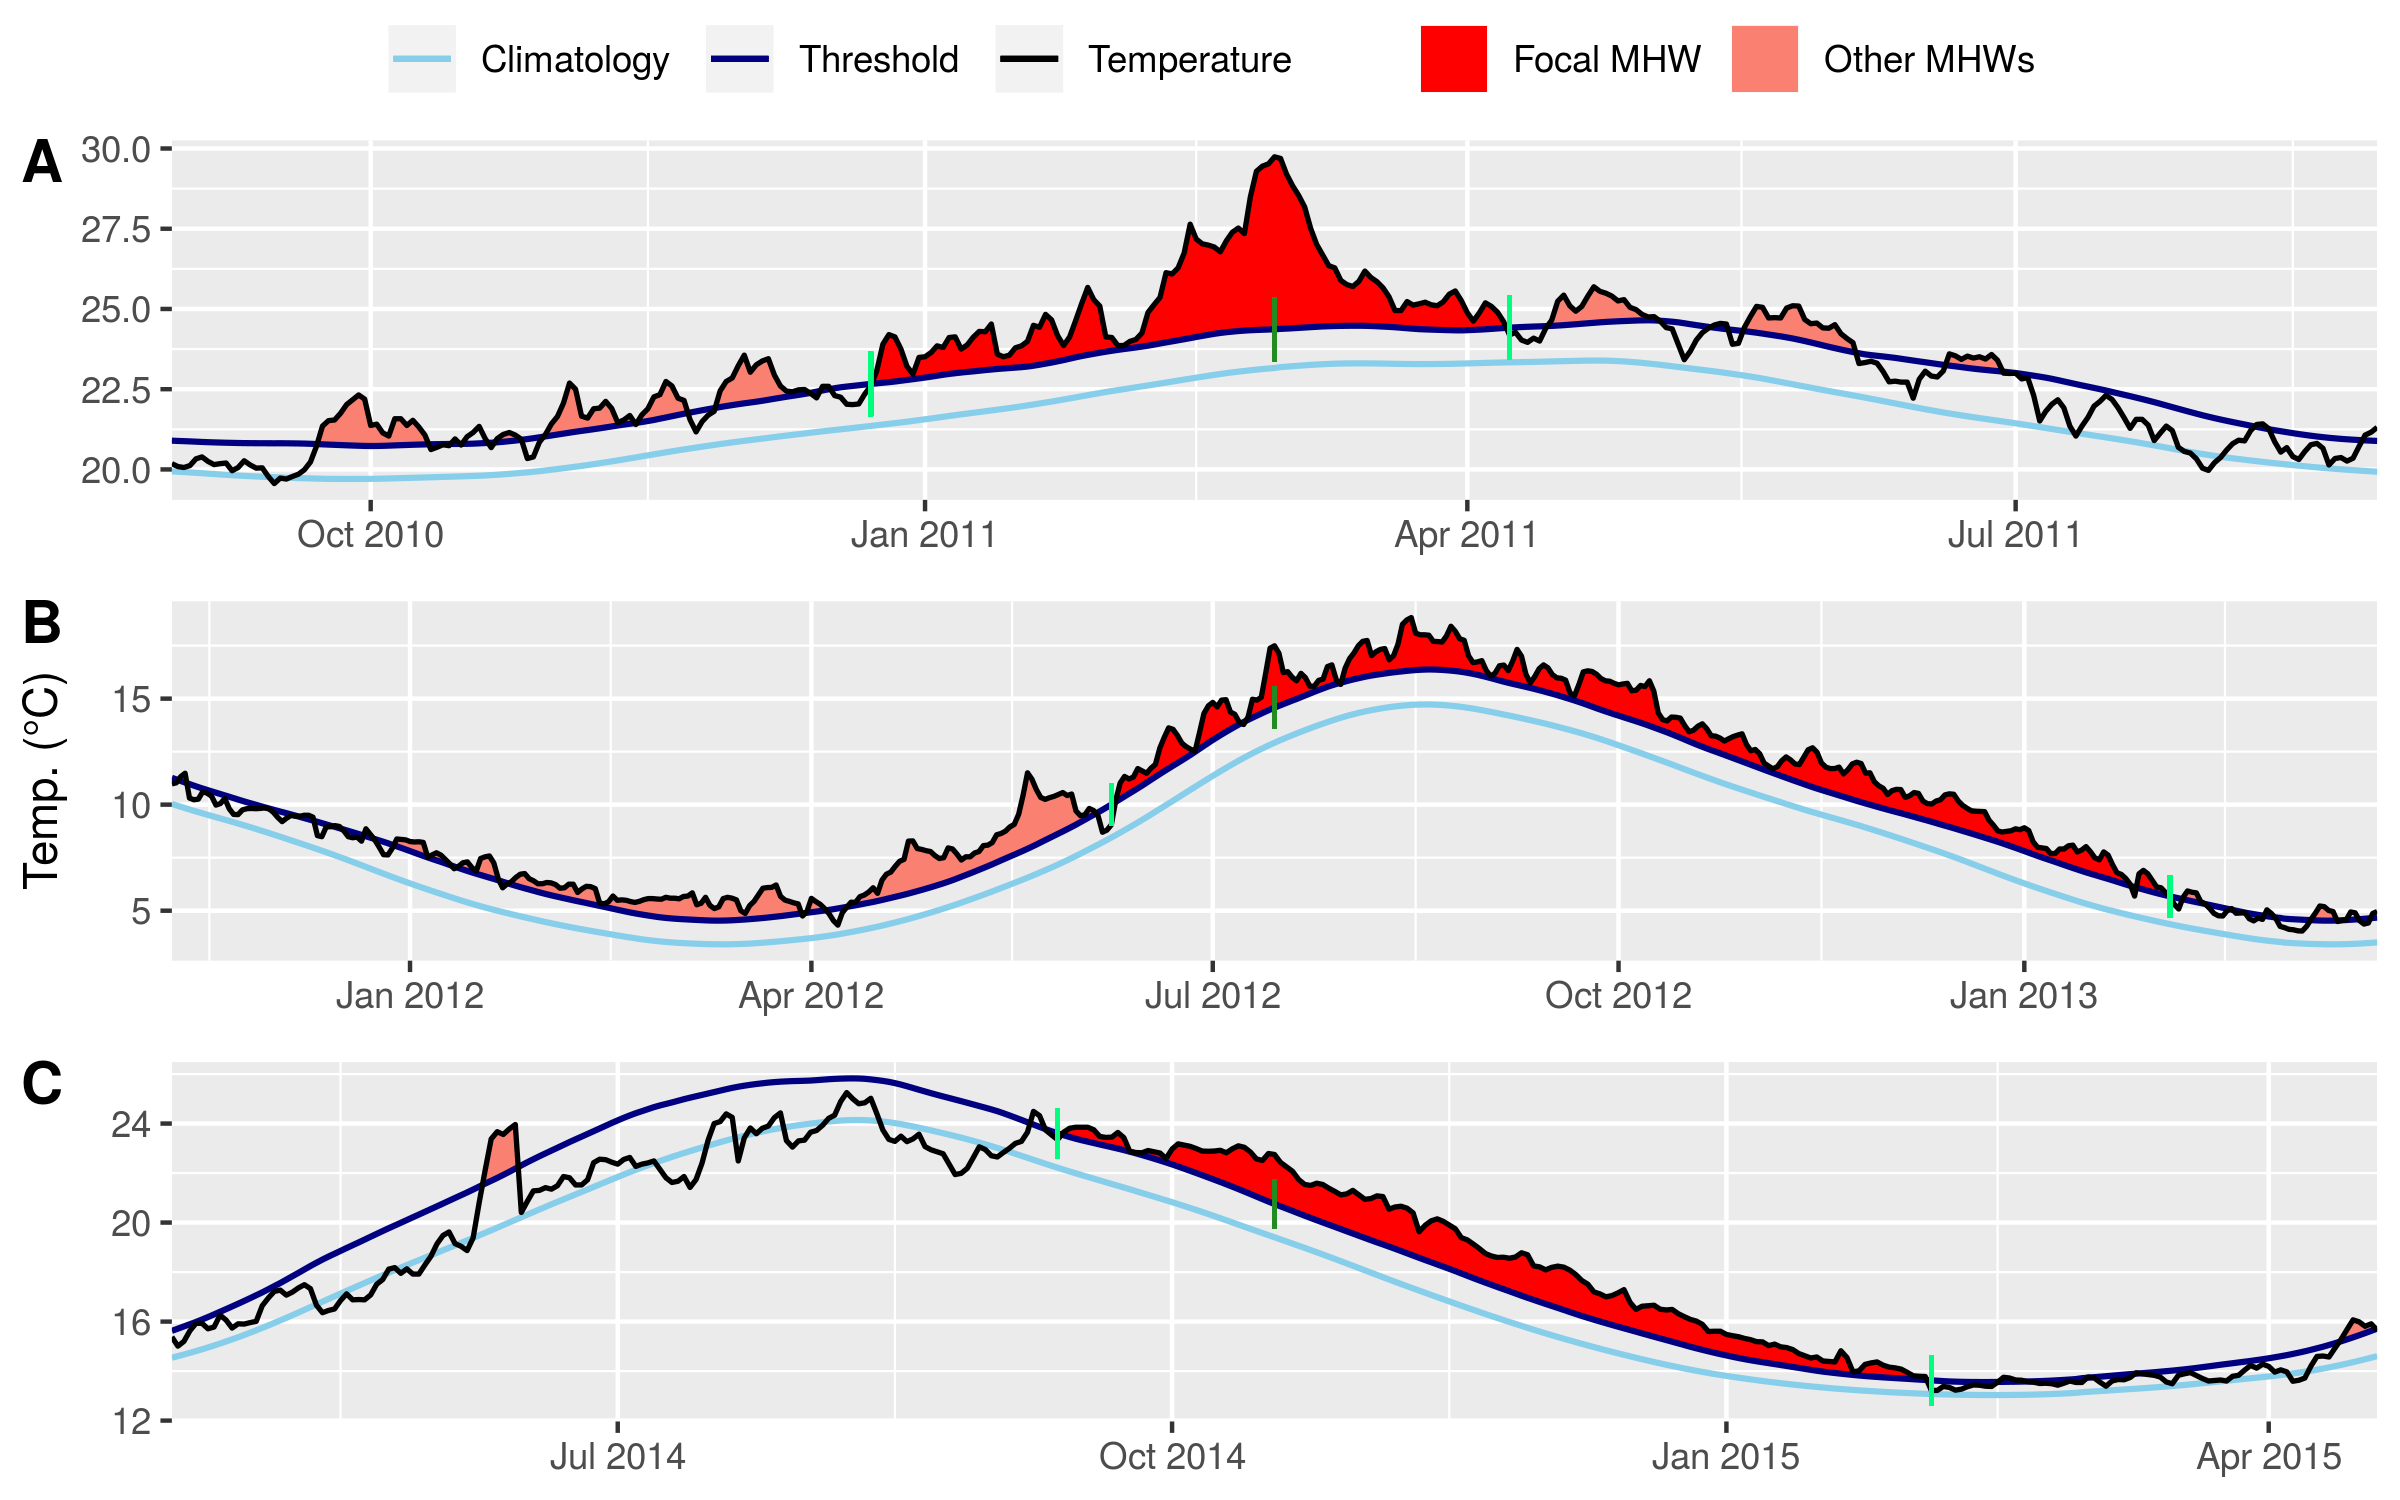 Climatology Threshold Temperature Focal MHW Other MHWs
A
30.0
27.5
25.0
22.5
20.0
Oct 2010 Jan 2011 Apr 2011 Jul 2011
Temp. (°C)
B
15
10
5
Jan 2012 Apr 2012 Jul 2012 Oct 2012 Jan 2013
C
24
20
16
12
Jul 2014 Oct 2014 Jan 2015 Apr 2015